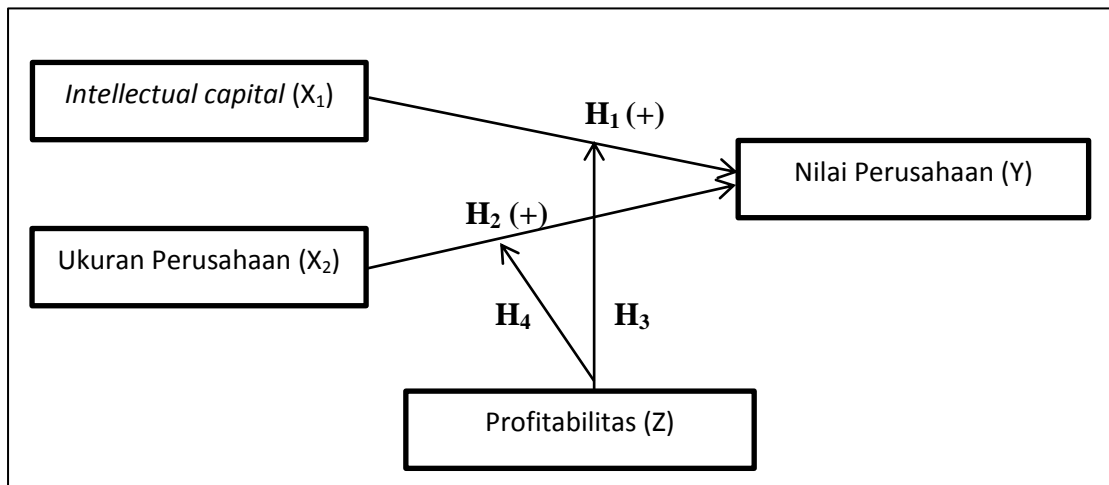 Intellectual capital (X₁)
H₁ (+)
Nilai Perusahaan (Y)
H₂ (+)
Ukuran Perusahaan (X₂)
H₄
H₃
Profitabilitas (Z)